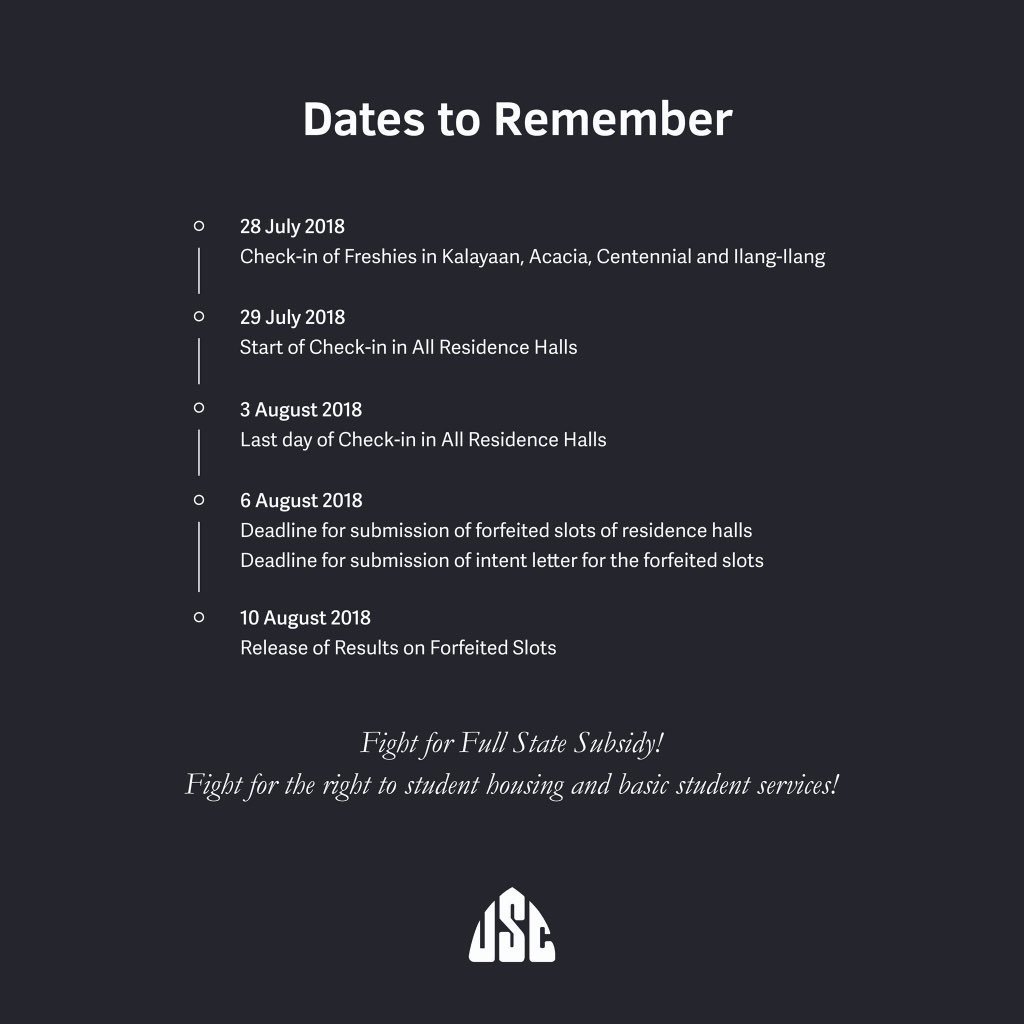 Dates to Remember
28 July 2018
Check-in of Freshies in Kalayaan, Acacia, Centennial and Ilang-Ilang
29 July 2018
Start of Check-in in All Residence Halls
3 August 2018
Last day of Check-in in All Residence Halls
6 August 2018
Deadline for submission of forfeited slots of residence halls
Deadline for submission of intent letter for the forfeited slots
10 August 2018
Release of Results on Forfeited Slots
Fight for Full State Subsidy!
Fight for the right to student housing and basic student services!
USC